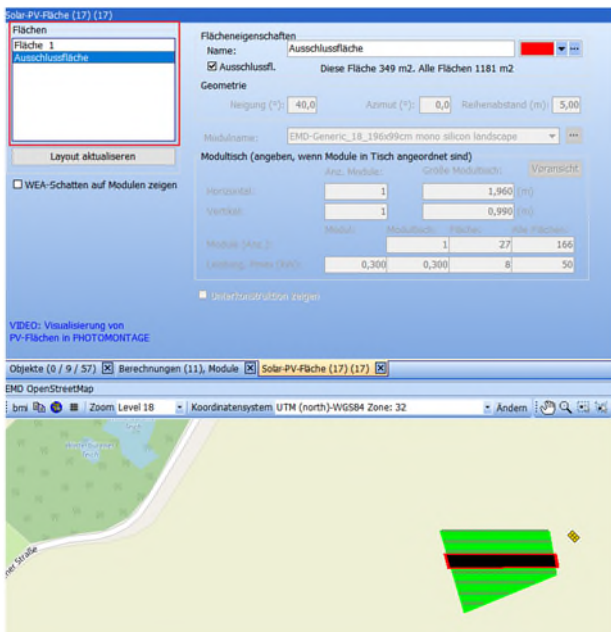 Solar-PV-Fläche (17) (17)
Flächen
Fläche 1
Ausschlussfläche
Layout aktualisieren
WEA-Schatten auf Modulen zeigen
VIDEO: Visualisierung von
PV-Flächen in PHOTOMONTAGE
Flächeneigenschaften
Name: Ausschlussfläche
Ausschlussfl. Diese Fläche 349 m2. Alle Flächen 1181 m2
Geometrie
Neigung (°): 40,0 Azimut (°): 0,0 Reihenabstand (m): 5,00
Modulname: EMD-Generic_18_196x99cm mono silicon landscape
Modultisch (angeben, wenn Module in Tisch angeordnet sind)
Anz. Module: Größe Modultisch: Voransicht
Horizontal: 1 1,960 (m)
Vertikal: 1 0,990 (m)
Modul: Modultisch: Fläche: Alle Flächen:
Module (Anz.): 1 27 166
Leistung, 0,300 0,300 8 50
Unterkonstruktion zeigen
Objekte (0 / 9 / 57) Berechnungen (11), Module Solar-PV-Fläche (17) (17)
EMD OpenStreetMap
bmi Zoom Level 18 Koordinatensystem UTM (north)-WGS84 Zone: 32 Ändern
Teich
Teich
ner Straße